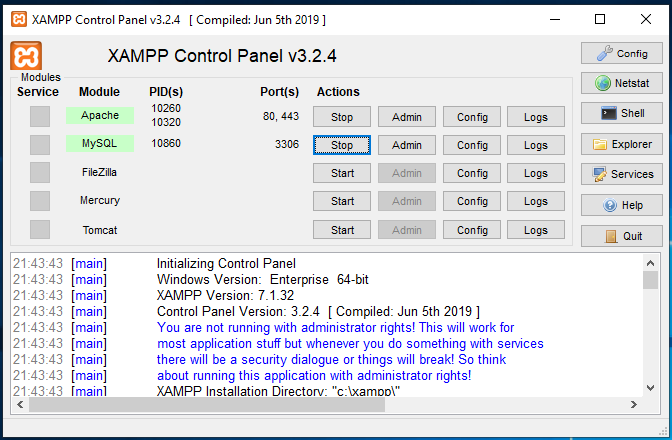 XAMPP Control Panel v3.2.4 [ Compiled: Jun 5th 2019 ]
XAMPP Control Panel v3.2.4
Config
Modules
Service Module PID(s) Port(s) Actions
Netstat
Apache 10260 10320 80, 443 Stop Admin Config Logs
Shell
MySQL 10860 3306 Stop Admin Config Logs
Explorer
FileZilla Start Admin Config Logs
Services
Mercury Start Admin Config Logs
Help
Tomcat Start Admin Config Logs
Quit
21:43:43 [main] Initializing Control Panel
21:43:43 [main] Windows Version: Enterprise 64-bit
21:43:43 [main] XAMPP Version: 7.1.32
21:43:43 [main] Control Panel Version: 3.2.4 [ Compiled: Jun 5th 2019 ]
21:43:43 [main] You are not running with administrator rights! This will work for
21:43:43 [main] most application stuff but whenever you do something with services
21:43:43 [main] there will be a security dialogue or things will break! So think
21:43:43 [main] about running this application with administrator rights!
21:43:43 [main] XAMPP Installation Directory: "c:\xampp\"